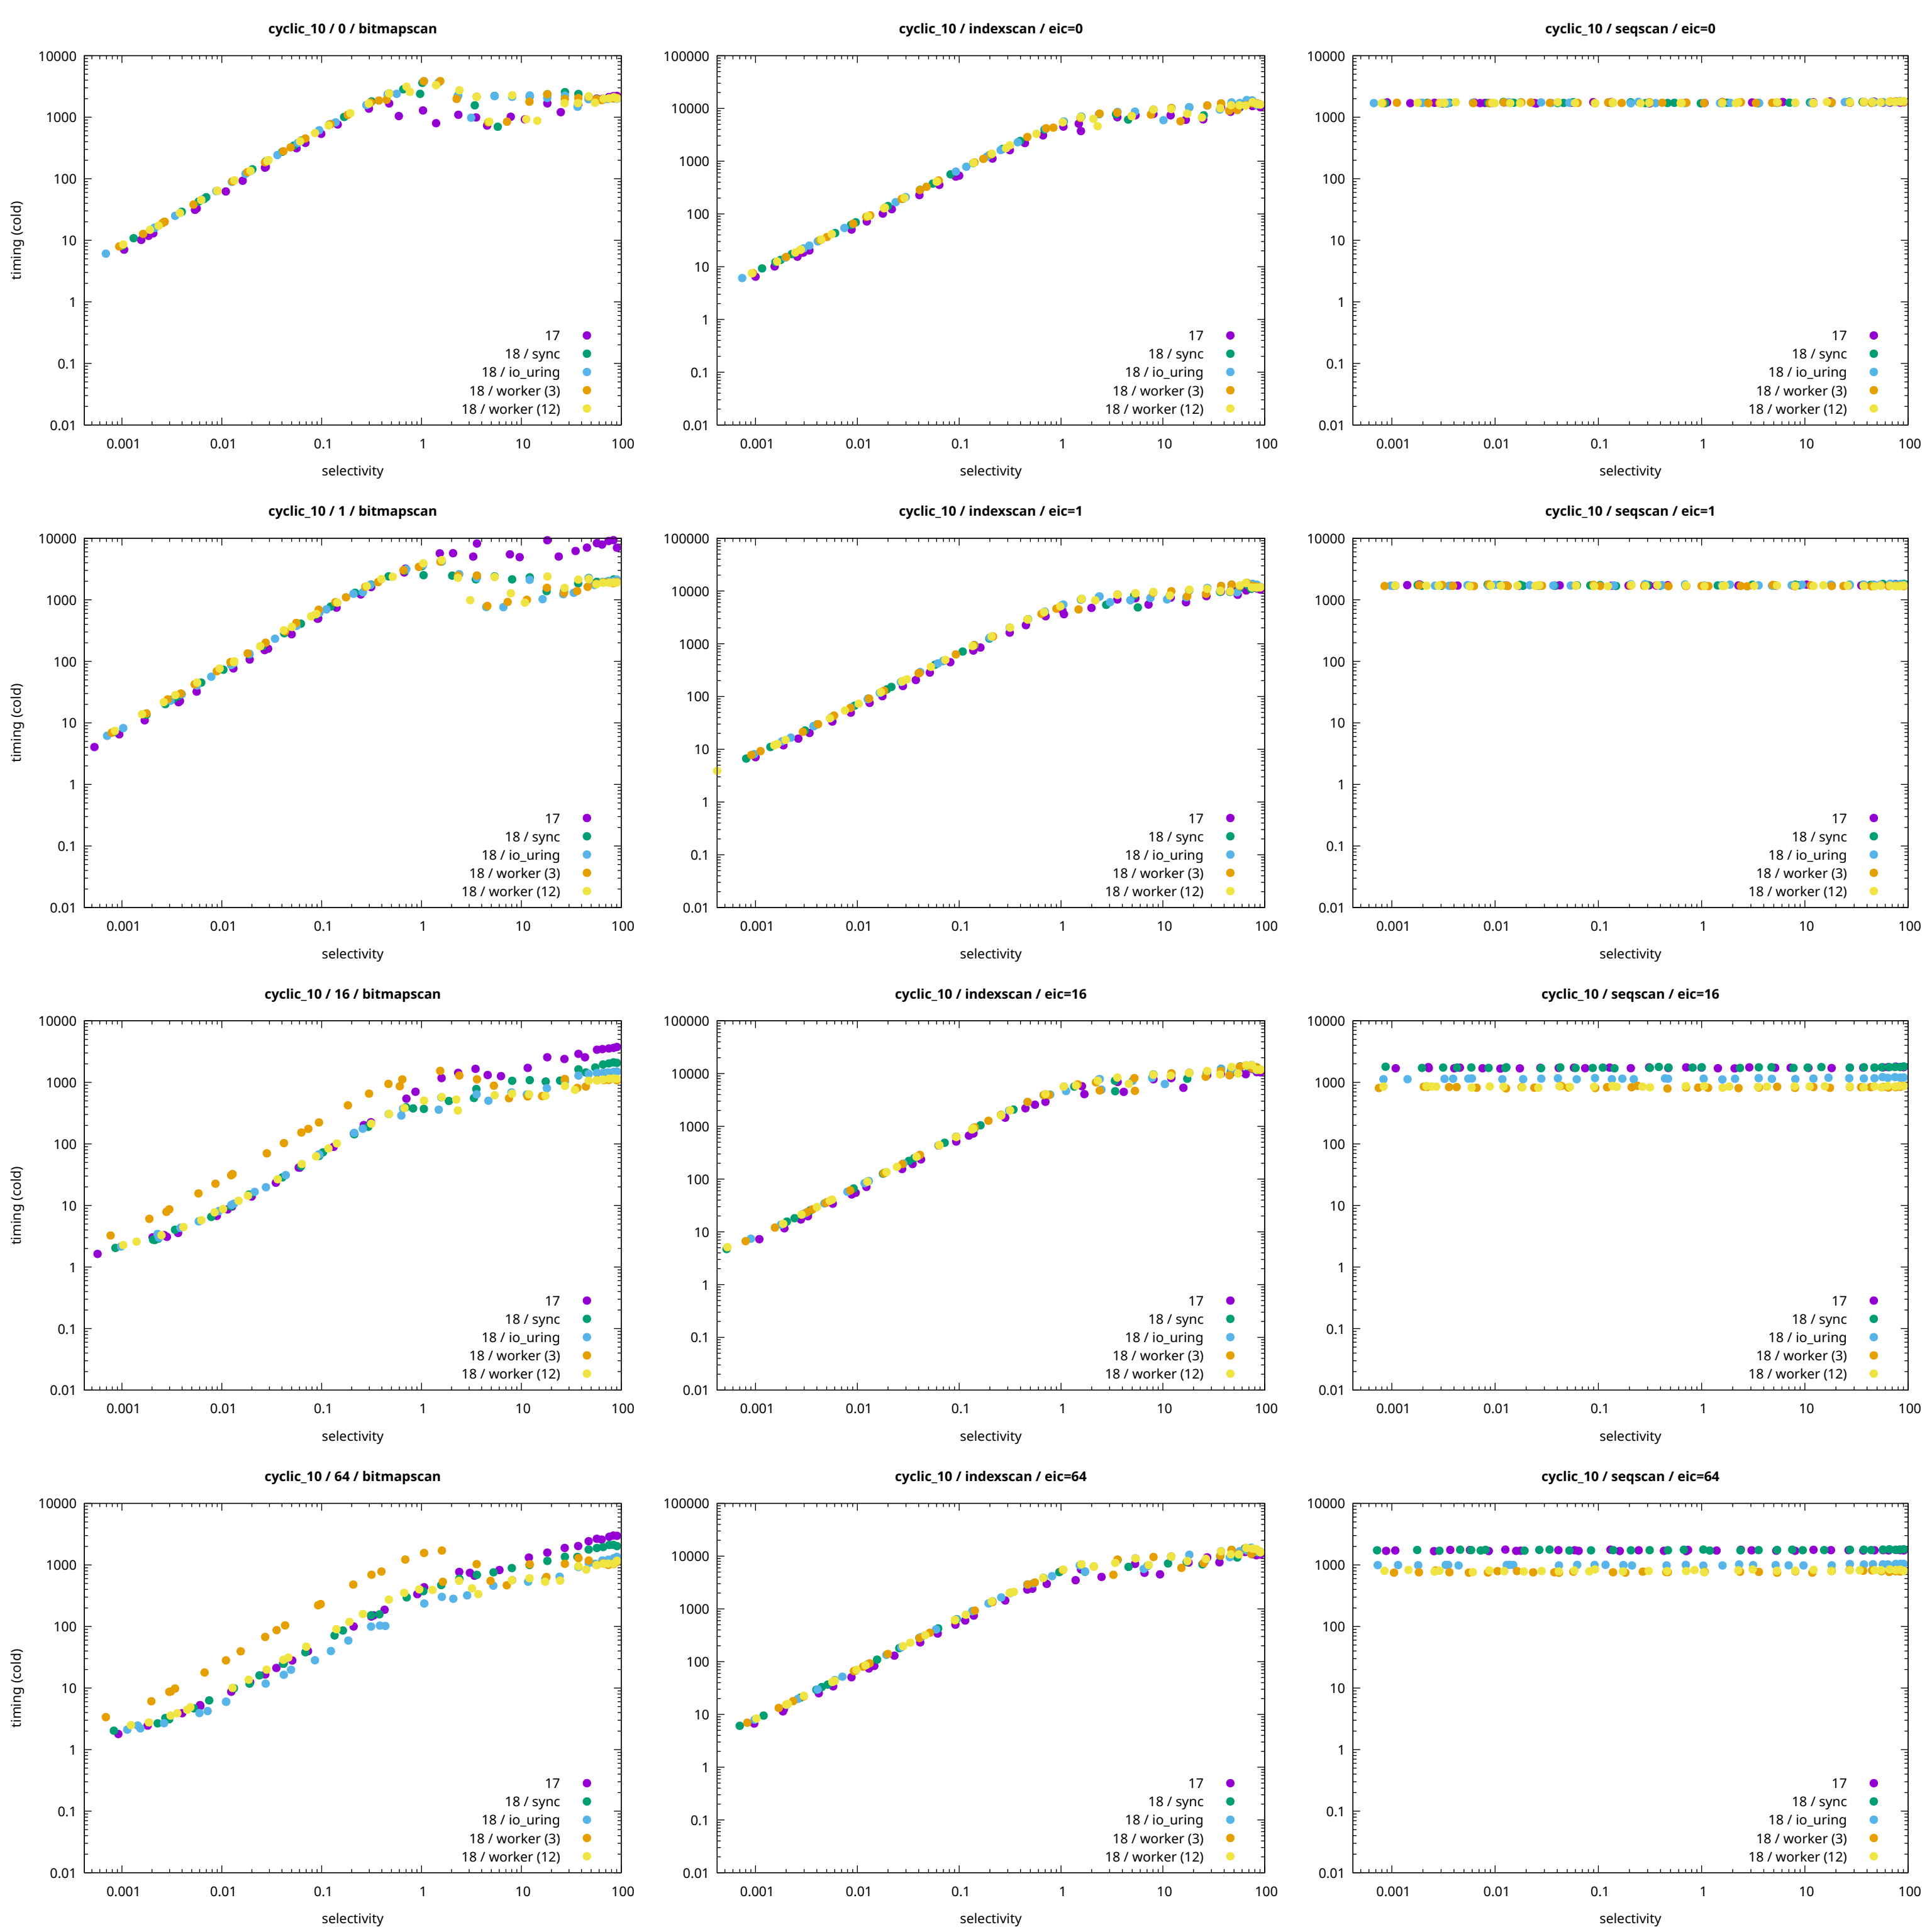 cyclic_10 / 0 / bitmapscan
10000
1000
100
10
1
0.1
0.01
timing (cold)
17
18 / sync
18 / io_uring
18 / worker (3)
18 / worker (12)
0.001 0.01 0.1 1 10 100
selectivity
cyclic_10 / indexscan / eic=0
100000
10000
1000
100
10
1
0.1
0.01
17
18 / sync
18 / io_uring
18 / worker (3)
18 / worker (12)
0.001 0.01 0.1 1 10 100
selectivity
cyclic_10 / seqscan / eic=0
10000
1000
100
10
1
0.1
0.01
17
18 / sync
18 / io_uring
18 / worker (3)
18 / worker (12)
0.001 0.01 0.1 1 10 100
selectivity
cyclic_10 / 1 / bitmapscan
10000
1000
100
10
1
0.1
0.01
timing (cold)
17
18 / sync
18 / io_uring
18 / worker (3)
18 / worker (12)
0.001 0.01 0.1 1 10 100
selectivity
cyclic_10 / indexscan / eic=1
100000
10000
1000
100
10
1
0.1
0.01
17
18 / sync
18 / io_uring
18 / worker (3)
18 / worker (12)
0.001 0.01 0.1 1 10 100
selectivity
cyclic_10 / seqscan / eic=1
10000
1000
100
10
1
0.1
0.01
17
18 / sync
18 / io_uring
18 / worker (3)
18 / worker (12)
0.001 0.01 0.1 1 10 100
selectivity
cyclic_10 / 16 / bitmapscan
10000
1000
100
10
1
0.1
0.01
timing (cold)
17
18 / sync
18 / io_uring
18 / worker (3)
18 / worker (12)
0.001 0.01 0.1 1 10 100
selectivity
cyclic_10 / indexscan / eic=16
100000
10000
1000
100
10
1
0.1
0.01
17
18 / sync
18 / io_uring
18 / worker (3)
18 / worker (12)
0.001 0.01 0.1 1 10 100
selectivity
cyclic_10 / seqscan / eic=16
10000
1000
100
10
1
0.1
0.01
17
18 / sync
18 / io_uring
18 / worker (3)
18 / worker (12)
0.001 0.01 0.1 1 10 100
selectivity
cyclic_10 / 64 / bitmapscan
10000
1000
100
10
1
0.1
0.01
timing (cold)
17
18 / sync
18 / io_uring
18 / worker (3)
18 / worker (12)
0.001 0.01 0.1 1 10 100
selectivity
cyclic_10 / indexscan / eic=64
100000
10000
1000
100
10
1
0.1
0.01
17
18 / sync
18 / io_uring
18 / worker (3)
18 / worker (12)
0.001 0.01 0.1 1 10 100
selectivity
cyclic_10 / seqscan / eic=64
10000
1000
100
10
1
0.1
0.01
17
18 / sync
18 / io_uring
18 / worker (3)
18 / worker (12)
0.001 0.01 0.1 1 10 100
selectivity